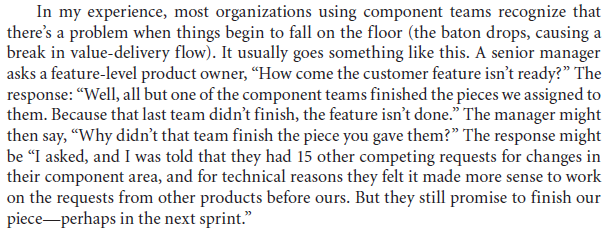 In my experience, most organizations using component teams recognize that
there's a problem when things begin to fall on the floor (the baton drops, causing a
break in value-delivery flow). It usually goes something like this. A senior manager
asks a feature-level product owner, “How come the customer feature isn't ready?” The
response: “Well, all but one of the component teams finished the pieces we assigned to
them. Because that last team didn't finish, the feature isn't done.” The manager might
then say, “Why didn't that team finish the piece you gave them?” The response might
be “I asked, and I was told that they had 15 other competing requests for changes in
their component area, and for technical reasons they felt it made more sense to work
on the requests from other products before ours. But they still promise to finish our
piece—perhaps in the next sprint.”